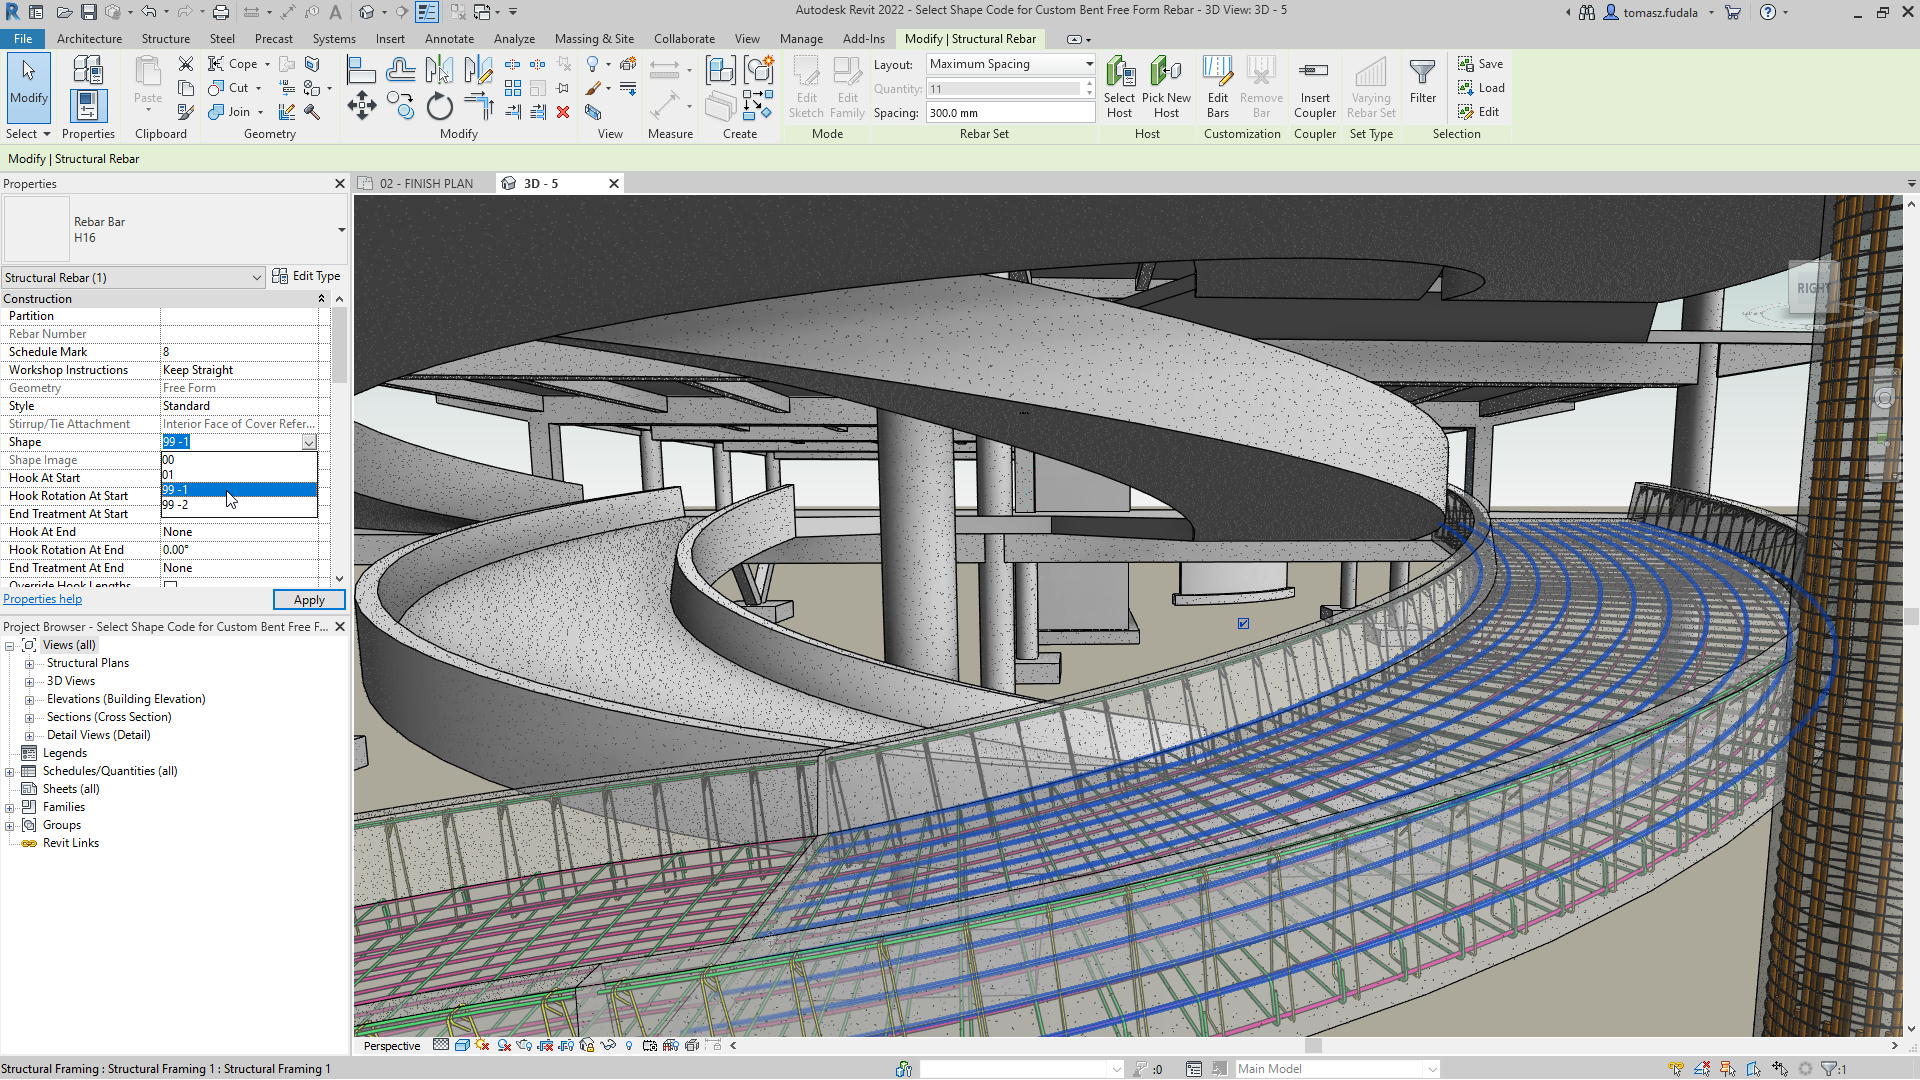 Autodesk Revit 2022 - Select Shape Code for Custom Bent Free Form Rebar - 3D View: 3D - 5
tomasz.fudala
File Architecture Structure Steel Precast Systems Insert Annotate Analyze Massing & Site Collaborate View Manage Add-Ins Modify | Structural Rebar
Modify
Paste
Cope
Cut
Join
Edit Sketch
Edit Family
Layout: Maximum Spacing
Quantity: 11
Spacing: 300.0 mm
Select Host
Pick New Host
Edit Bars
Remove Bar
Insert Coupler
Varying Rebar Set
Filter
Save
Load
Edit
Select Properties Clipboard Geometry Modify View Measure Create Mode Rebar Set Host Customization Coupler Set Type Selection
Modify | Structural Rebar
Properties
02 - FINISH PLAN
3D - 5
Rebar Bar
H16
Structural Rebar (1)
Edit Type
Construction
Partition
Rebar Number
Schedule Mark 8
Workshop Instructions Keep Straight
Geometry Free Form
Style Standard
Stirrup/Tie Attachment Interior Face of Cover Refer...
Shape 99 -1
Shape Image 00
Hook At Start 01
Hook Rotation At Start 99 -1
End Treatment At Start 99 -2
Hook At End None
Hook Rotation At End 0.00°
End Treatment At End None
Override Hook Lengths
Properties help
Apply
Project Browser - Select Shape Code for Custom Bent Free F...
Views (all)
Structural Plans
3D Views
Elevations (Building Elevation)
Sections (Cross Section)
Detail Views (Detail)
Legends
Schedules/Quantities (all)
Sheets (all)
Families
Groups
Revit Links
RIGHT
Perspective
Structural Framing : Structural Framing 1 : Structural Framing 1
:0
Main Model
:1